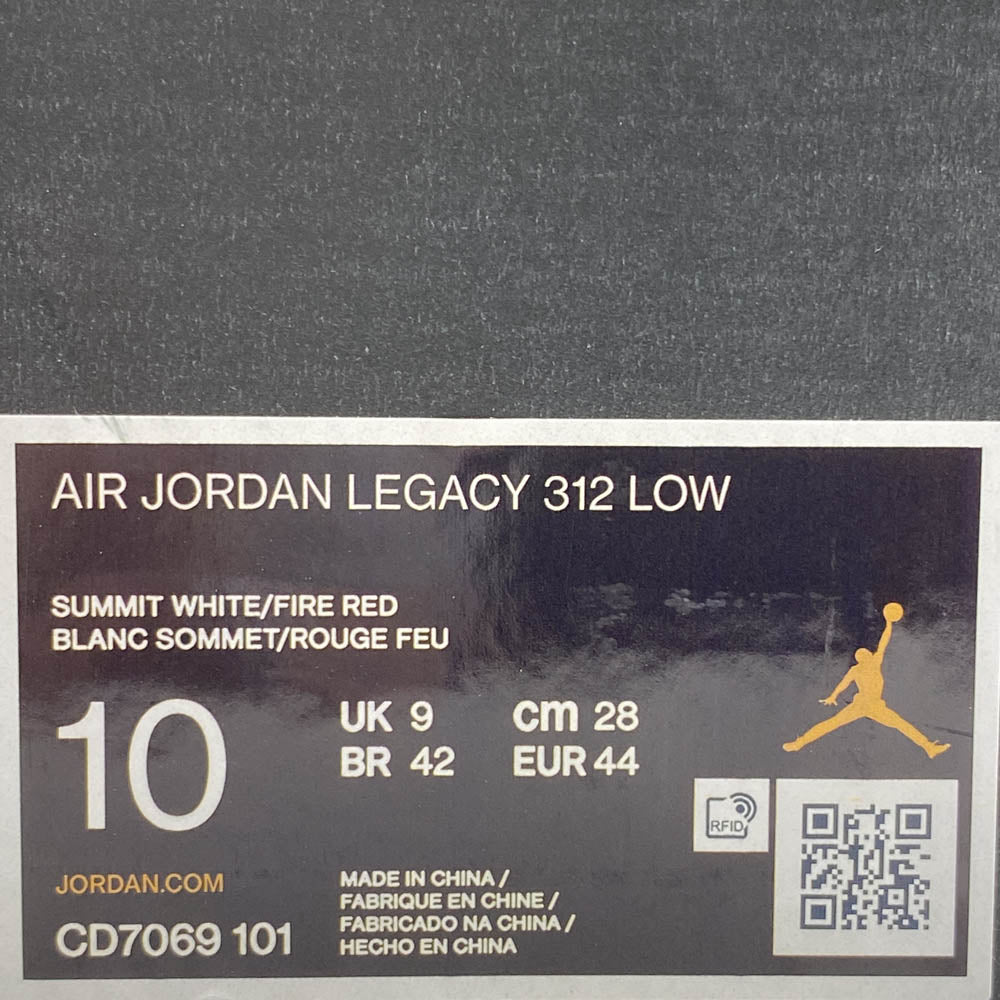 AIR JORDAN LEGACY 312 LOW
SUMMIT WHITE/FIRE RED
BLANC SOMMET/ROUGE FEU
10
UK 9 cm 28
BR 42 EUR 44
RFID
JORDAN.COM
CD7069 101
MADE IN CHINA /
FABRIQUE EN CHINE /
FABRICADO NA CHINA /
HECHO EN CHINA